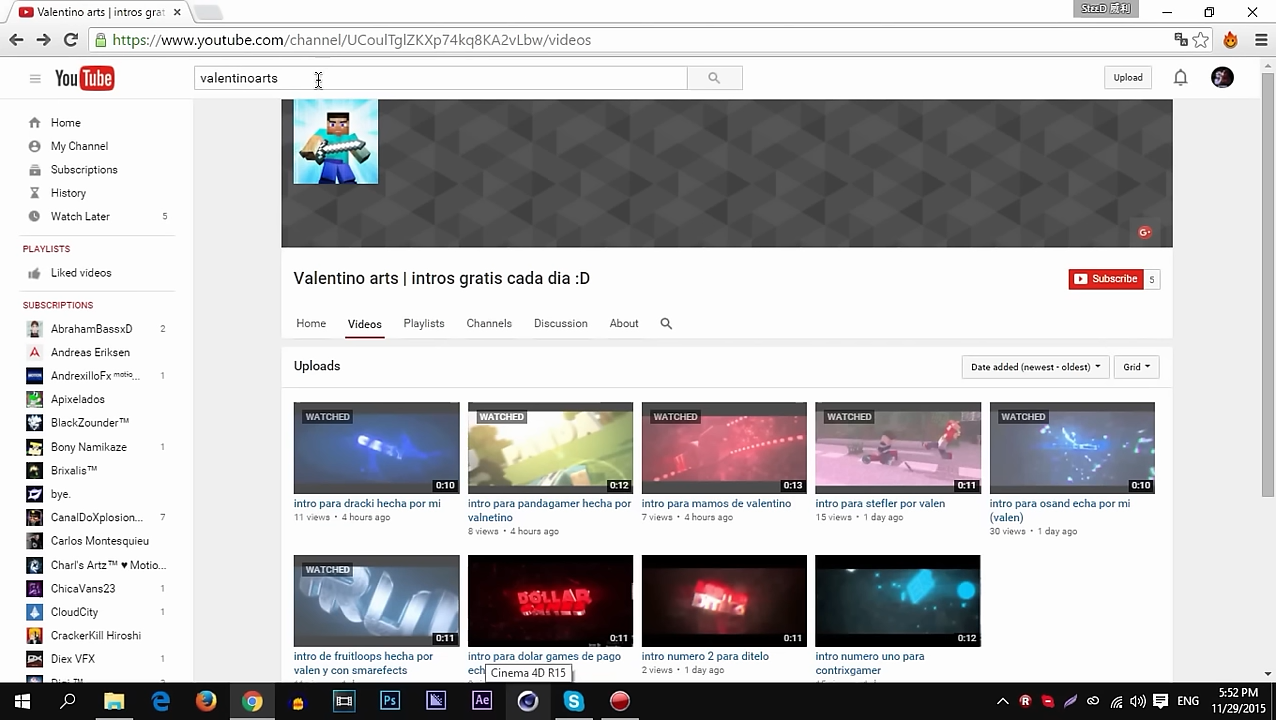 Valentino arts | intros grat
StzzD 威利
https://www.youtube.com/channel/UCoulTglZKXp74kq8KA2vLbw/videos
YouTube
valentinoarts
Upload
Home
My Channel
Subscriptions
History
Watch Later 5
PLAYLISTS
Liked videos
SUBSCRIPTIONS
AbrahamBassxD 2
Andreas Eriksen
AndrexilloFx ᵐᵒᵗⁱᵒ... 1
Apixelados
BlackZounder™
Bony Namikaze 1
Brixalis™
bye.
CanalDoXplosion... 7
Carlos Montesquieu
Charl's Artz™ ♥ Motio...
ChicaVans23 1
CloudCity 1
CrackerKill Hiroshi
Diex VFX 1
Valentino arts | intros gratis cada dia :D
Subscribe 5
Home Videos Playlists Channels Discussion About
Uploads
Date added (newest - oldest) Grid
WATCHED 0:10
intro para dracki hecha por mi
11 views • 4 hours ago
WATCHED 0:12
intro para pandagamer hecha por
valnetino
8 views • 4 hours ago
WATCHED 0:13
intro para mamos de valentino
7 views • 4 hours ago
WATCHED 0:11
intro para stefler por valen
15 views • 1 day ago
WATCHED 0:10
intro para osand echa por mi
(valen)
30 views • 1 day ago
WATCHED 0:11
intro de fruitloops hecha por
valen y con smarefects
DOLLAR
GAMES
0:11
intro para dolar games de pago
Cinema 4D R15
0:11
intro numero 2 para ditelo
2 views • 1 day ago
0:12
intro numero uno para
contrixgamer
Ps
Ae
ENG
5:52 PM
11/29/2015